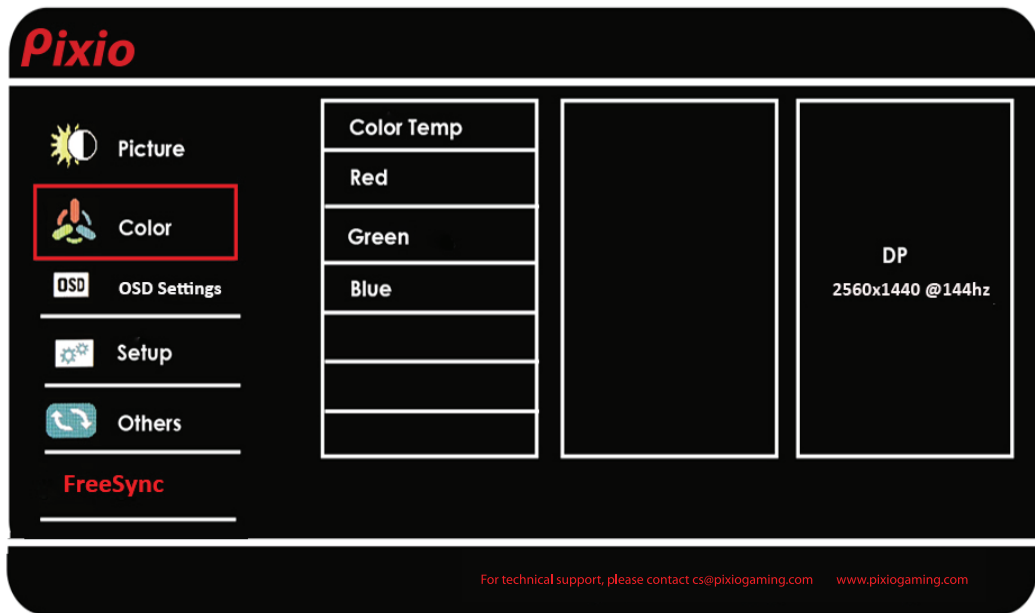 Pixio
Picture
Color
OSD
OSD Settings
Setup
Others
FreeSync
Color Temp
Red
Green
Blue
DP
2560x1440 @144hz
For technical support, please contact cs@pixiogaming.com www.pixiogaming.com